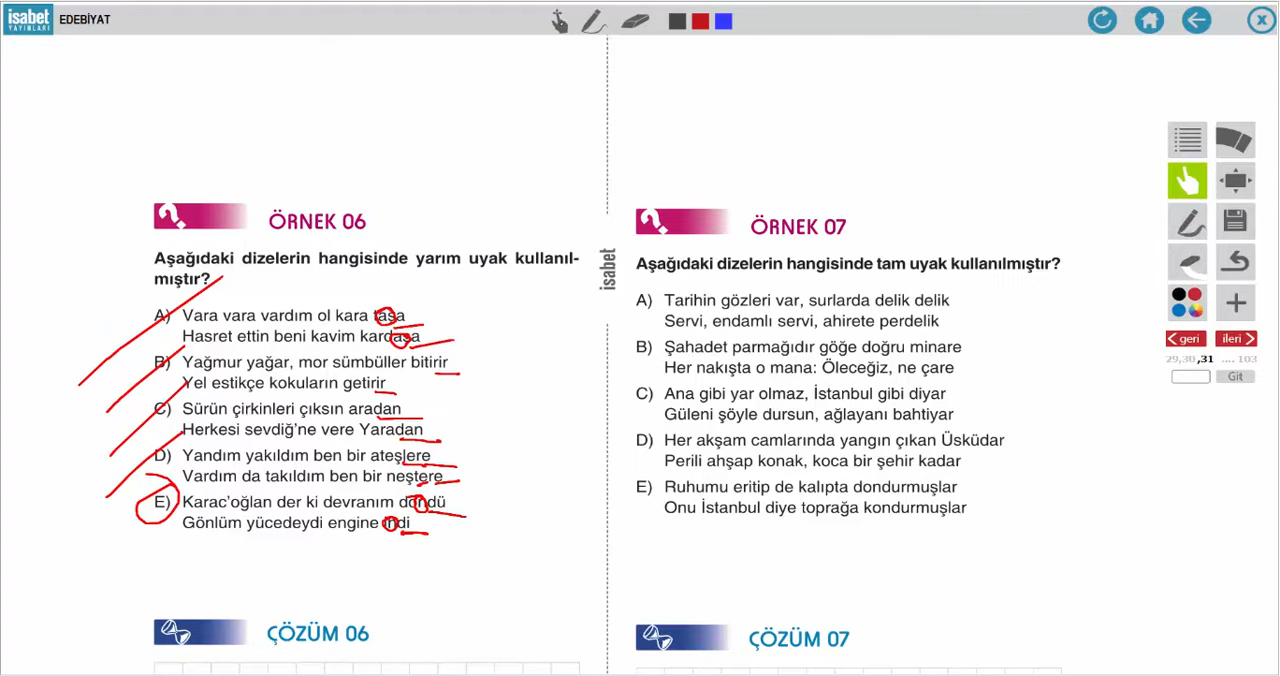 isabet
YAYINLARI
EDEBİYAT
ÖRNEK 06
Aşağıdaki dizelerin hangisinde yarım uyak kullanıl-
mıştır?
A) Vara vara vardım ol kara taşa
Hasret ettin beni kavim kardaşa
B) Yağmur yağar, mor sümbüller bitirir
Yel estikçe kokuların getirir
C) Sürün çirkinleri çıksın aradan
Herkesi sevdiğ'ne vere Yaradan
D) Yandım yakıldım ben bir ateşlere
Vardım da takıldım ben bir neştere
E) Karac'oğlan der ki devranım döndü
Gönlüm yücedeydi engine indi
ÇÖZÜM 06
isabet
ÖRNEK 07
Aşağıdaki dizelerin hangisinde tam uyak kullanılmıştır?
A) Tarihin gözleri var, surlarda delik delik
Servi, endamlı servi, ahirete perdelik
B) Şahadet parmağıdır göğe doğru minare
Her nakışta o mana: Öleceğiz, ne çare
C) Ana gibi yar olmaz, İstanbul gibi diyar
Güleni şöyle dursun, ağlayanı bahtiyar
D) Her akşam camlarında yangın çıkan Üsküdar
Perili ahşap konak, koca bir şehir kadar
E) Ruhumu eritip de kalıpta dondurmuşlar
Onu İstanbul diye toprağa kondurmuşlar
ÇÖZÜM 07
geri ileri
29,30,31 .... 103
Git